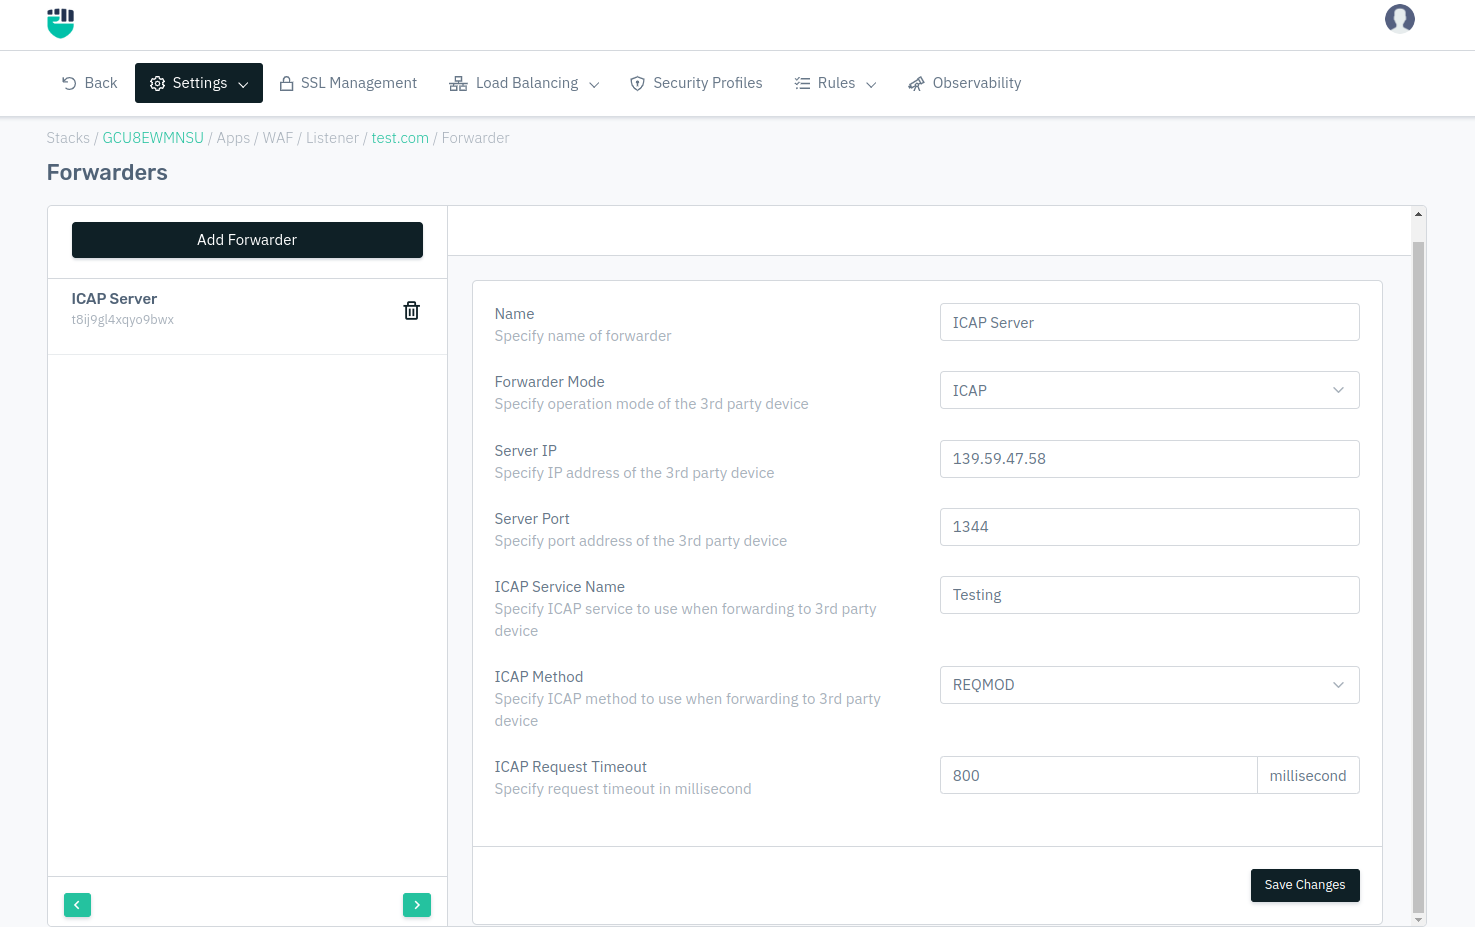 Back
Settings
SSL Management
Load Balancing
Security Profiles
Rules
Observability
Stacks / GCU8EWMNSU / Apps / WAF / Listener / test.com / Forwarder
Forwarders
Add Forwarder
ICAP Server
t8ij9gl4xqyo9bwx
Name
Specify name of forwarder
ICAP Server
Forwarder Mode
Specify operation mode of the 3rd party device
ICAP
Server IP
Specify IP address of the 3rd party device
139.59.47.58
Server Port
Specify port address of the 3rd party device
1344
ICAP Service Name
Specify ICAP service to use when forwarding to 3rd party
device
Testing
ICAP Method
Specify ICAP method to use when forwarding to 3rd party
device
REQMOD
ICAP Request Timeout
Specify request timeout in millisecond
800
millisecond
Save Changes